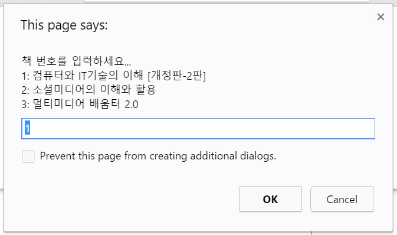 This page says:
책 번호를 입력하세요...
1: 컴퓨터와 IT기술의 이해 [개정판-2판]
2: 소셜미디어의 이해와 활용
3: 멀티미디어 배움터 2.0
1
Prevent this page from creating additional dialogs.
OK Cancel